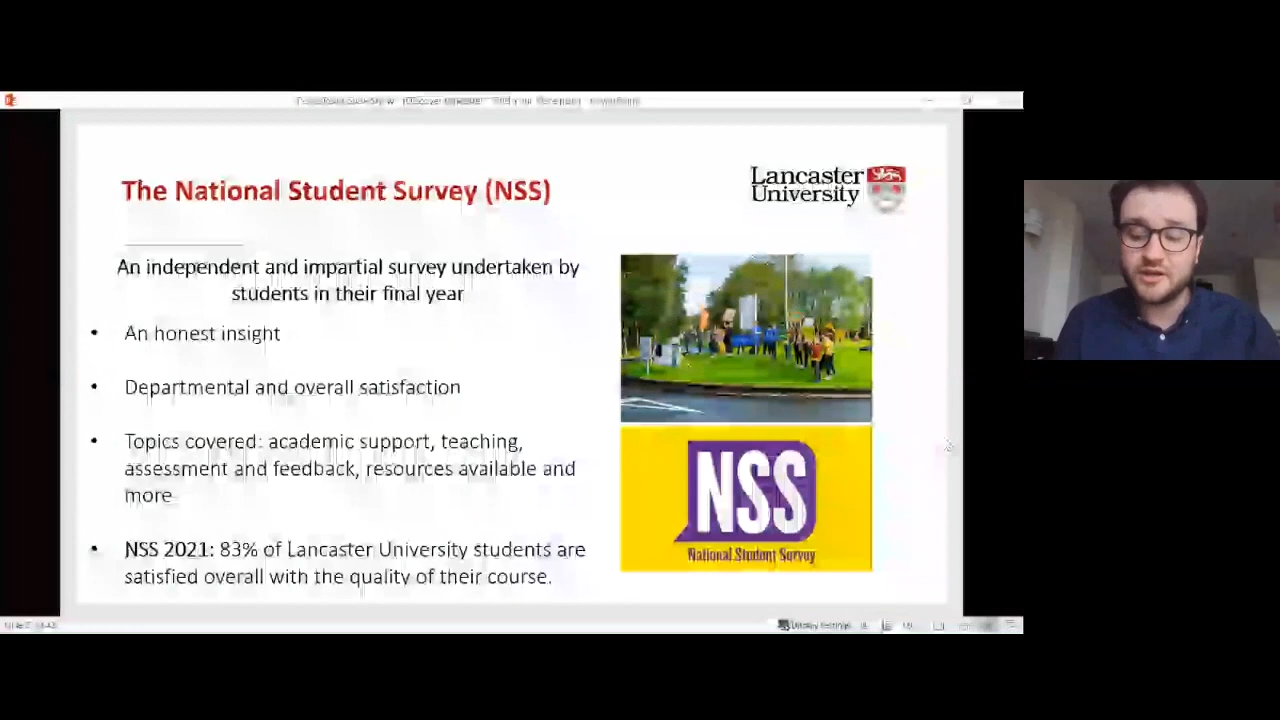 The National Student Survey (NSS)
Lancaster
University
An independent and impartial survey undertaken by
students in their final year
• An honest insight
• Departmental and overall satisfaction
• Topics covered: academic support, teaching,
assessment and feedback, resources available and
more
• NSS 2021: 83% of Lancaster University students are
satisfied overall with the quality of their course.
NSS
National Student Survey
Display Settings